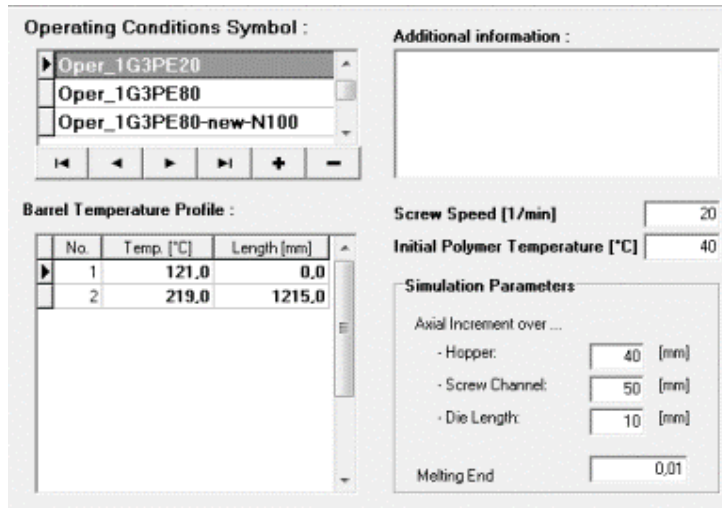 Operating Conditions Symbol :
Oper_1G3PE20
Oper_1G3PE80
Oper_1G3PE80-new-N100
Additional information :
Barrel Temperature Profile :
No. Temp. [°C] Length [mm]
1 121,0 0,0
2 219,0 1215,0
Screw Speed [1/min] 20
Initial Polymer Temperature [°C] 40
Simulation Parameters
Axial Increment over ...
- Hopper: 40 [mm]
- Screw Channel: 50 [mm]
- Die Length: 10 [mm]
Melting End 0,01